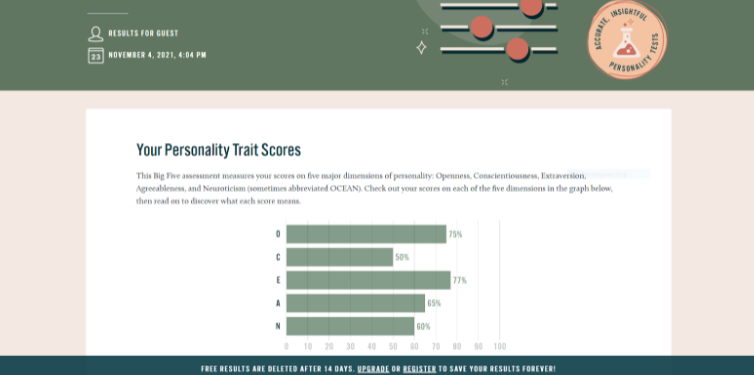 RESULTS FOR GUEST
23
NOVEMBER 4, 2021, 4:04 PM
ACCURATE, INSIGHTFUL
PERSONALITY TESTS
Your Personality Trait Scores
This Big Five assessment measures your scores on five major dimensions of personality: Openness, Conscientiousness, Extraversion,
Agreeableness, and Neuroticism (sometimes abbreviated OCEAN). Check out your scores on each of the five dimensions in the graph below,
then read on to discover what each score means.
O 75%
C 50%
E 77%
A 65%
N 60%
0 10 20 30 40 50 60 70 80 90 100
FREE RESULTS ARE DELETED AFTER 14 DAYS. UPGRADE OR REGISTER TO SAVE YOUR RESULTS FOREVER!